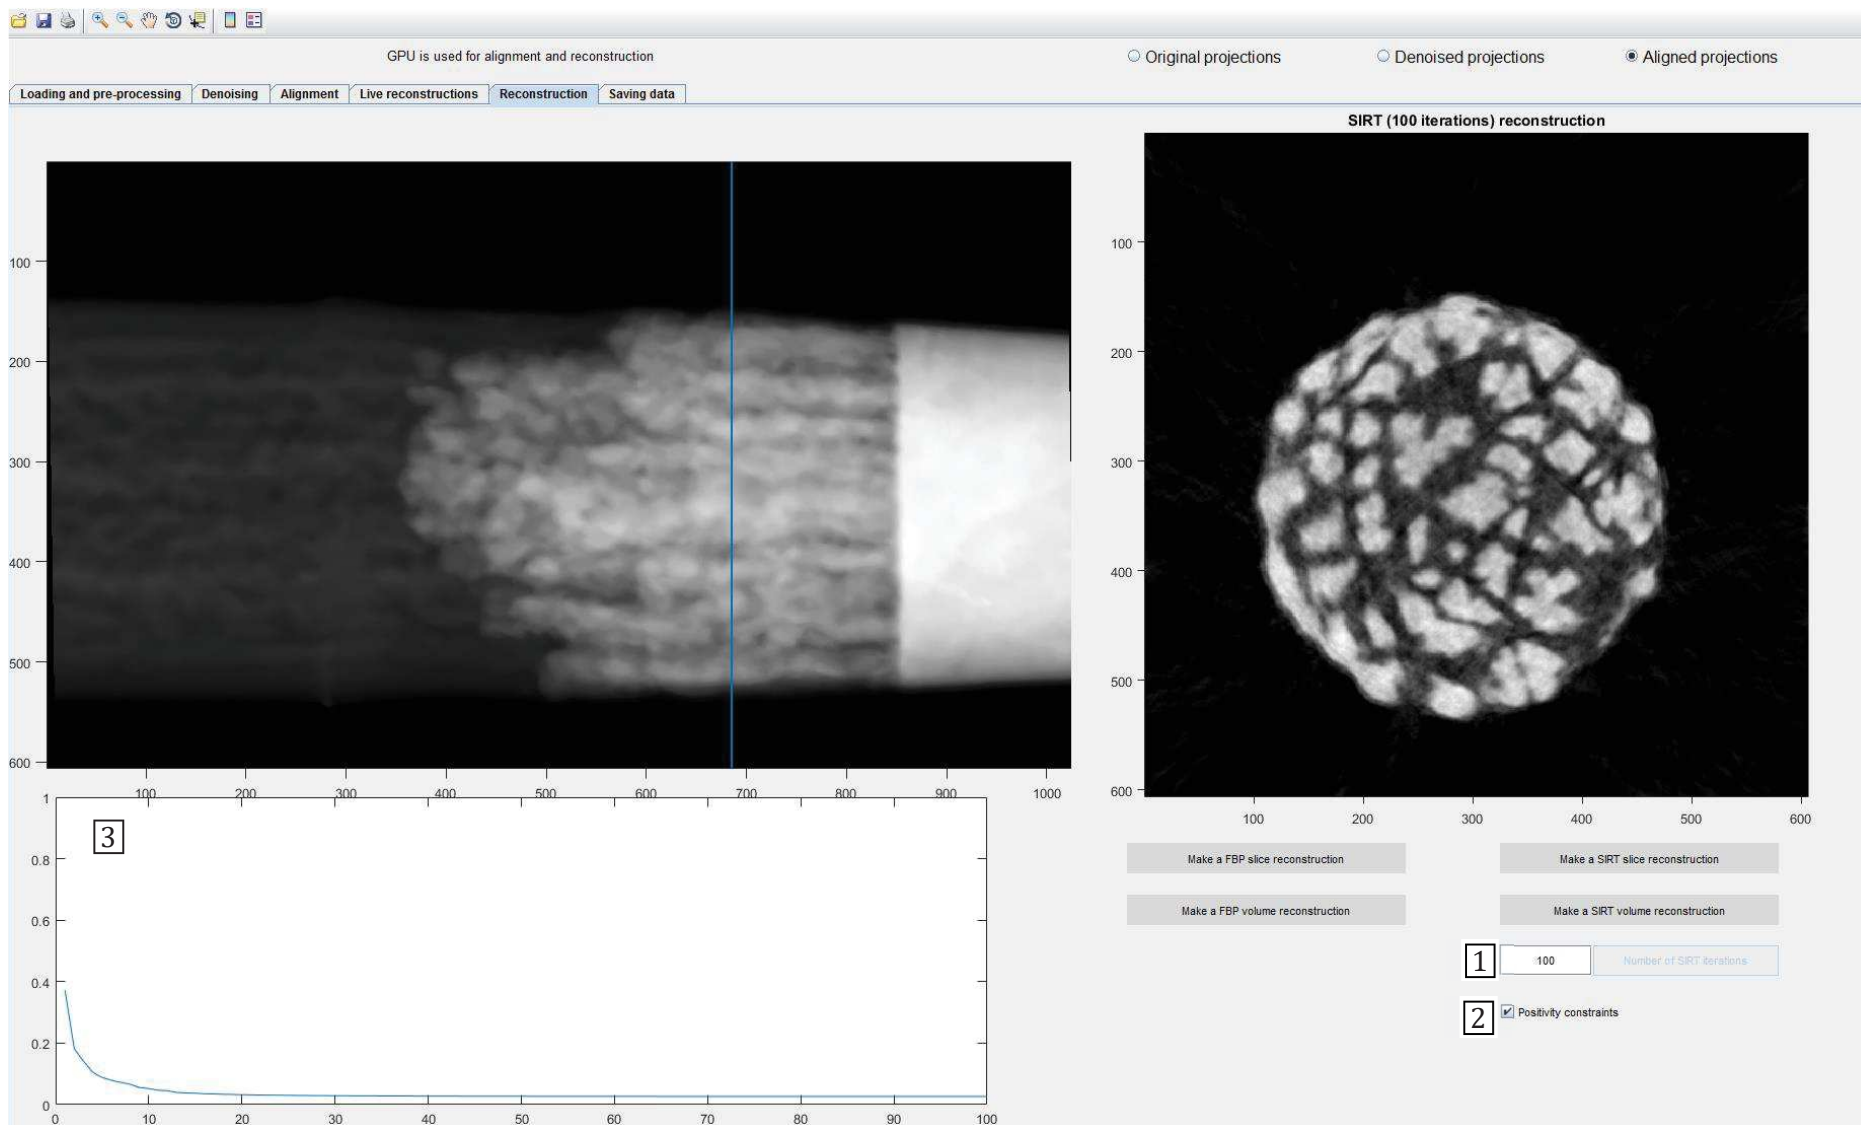 GPU is used for alignment and reconstruction
Original projections
Denoised projections
Aligned projections
Loading and pre-processing
Denoising
Alignment
Live reconstructions
Reconstruction
Saving data
SIRT (100 iterations) reconstruction
100
200
300
400
500
600
100 200 300 400 500 600 700 800 900 1000
100
200
300
400
500
600
100 200 300 400 500 600
3
1
0.8
0.6
0.4
0.2
0
0 10 20 30 40 50 60 70 80 90 100
Make a FBP slice reconstruction
Make a SIRT slice reconstruction
Make a FBP volume reconstruction
Make a SIRT volume reconstruction
1
100
Number of SIRT iterations
2
Positivity constraints